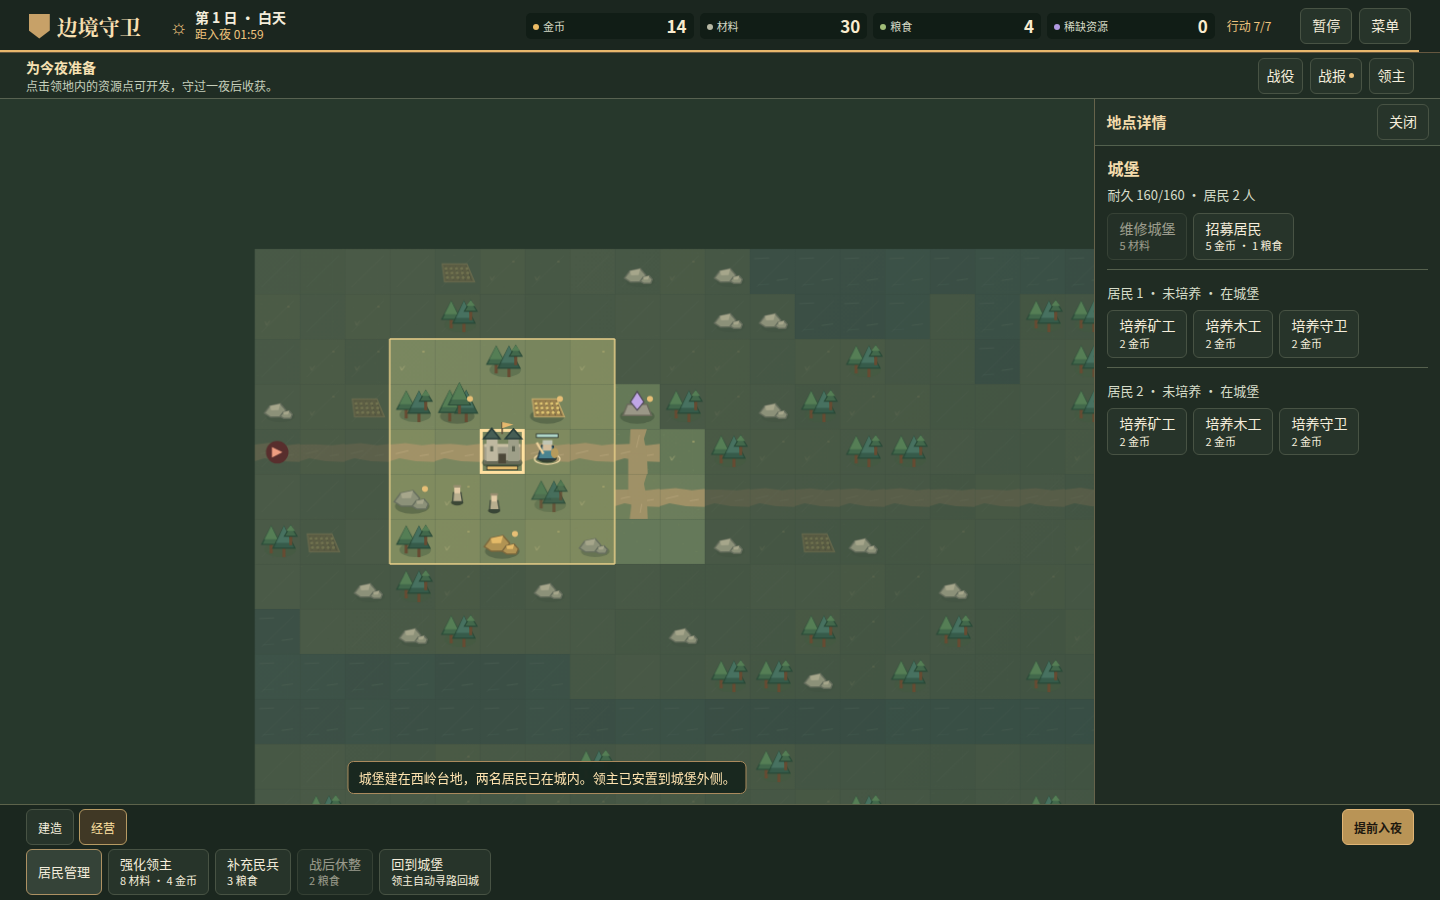 边境守卫
第 1 日 · 白天
距入夜 01:59
金币 14
材料 30
粮食 4
稀缺资源 0
行动 7/7
暂停
菜单
为今夜准备
点击领地内的资源点可开发，守过一夜后收获。
战役
战报
领主
地点详情
关闭
城堡
耐久 160/160 · 居民 2 人
维修城堡
5 材料
招募居民
5 金币 · 1 粮食
居民 1 · 未培养 · 在城堡
培养矿工
2 金币
培养木工
2 金币
培养守卫
2 金币
居民 2 · 未培养 · 在城堡
培养矿工
2 金币
培养木工
2 金币
培养守卫
2 金币
城堡建在西岭台地，两名居民已在城内。领主已安置到城堡外侧。
建造
经营
提前入夜
居民管理
强化领主
8 材料 · 4 金币
补充民兵
3 粮食
战后休整
2 粮食
回到城堡
领主自动寻路回城